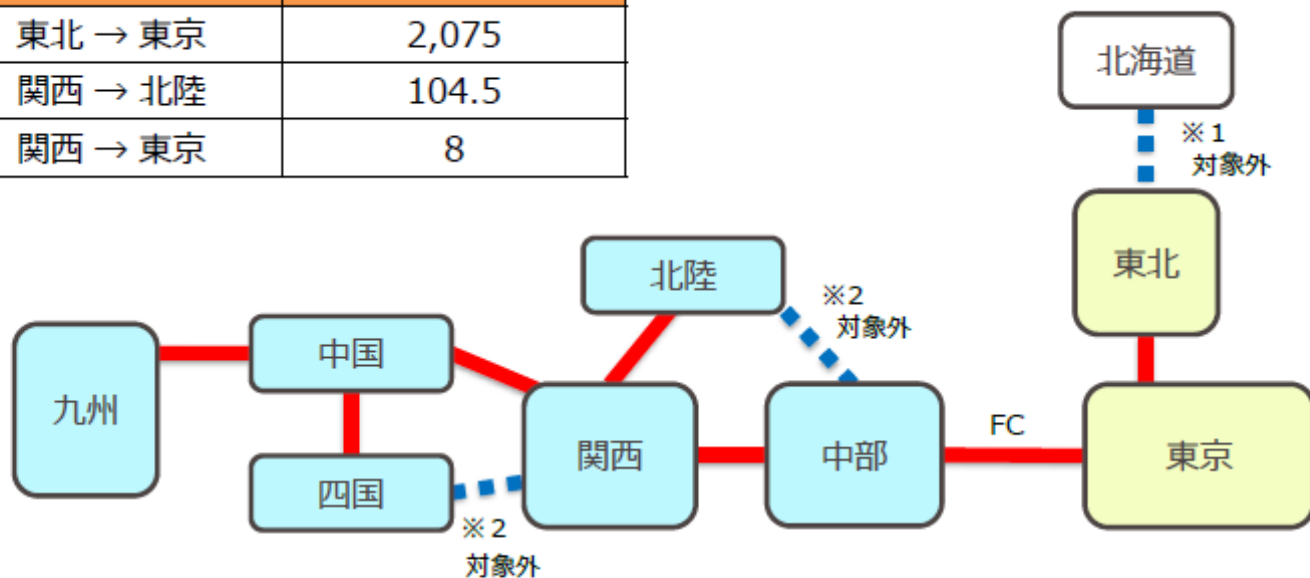 東北 → 東京 2,075
関西 → 北陸 104.5
関西 → 東京 8
北海道
※1
対象外
東北
北陸
※2
対象外
中国
九州
FC
関西
中部
東京
四国
※2
対象外